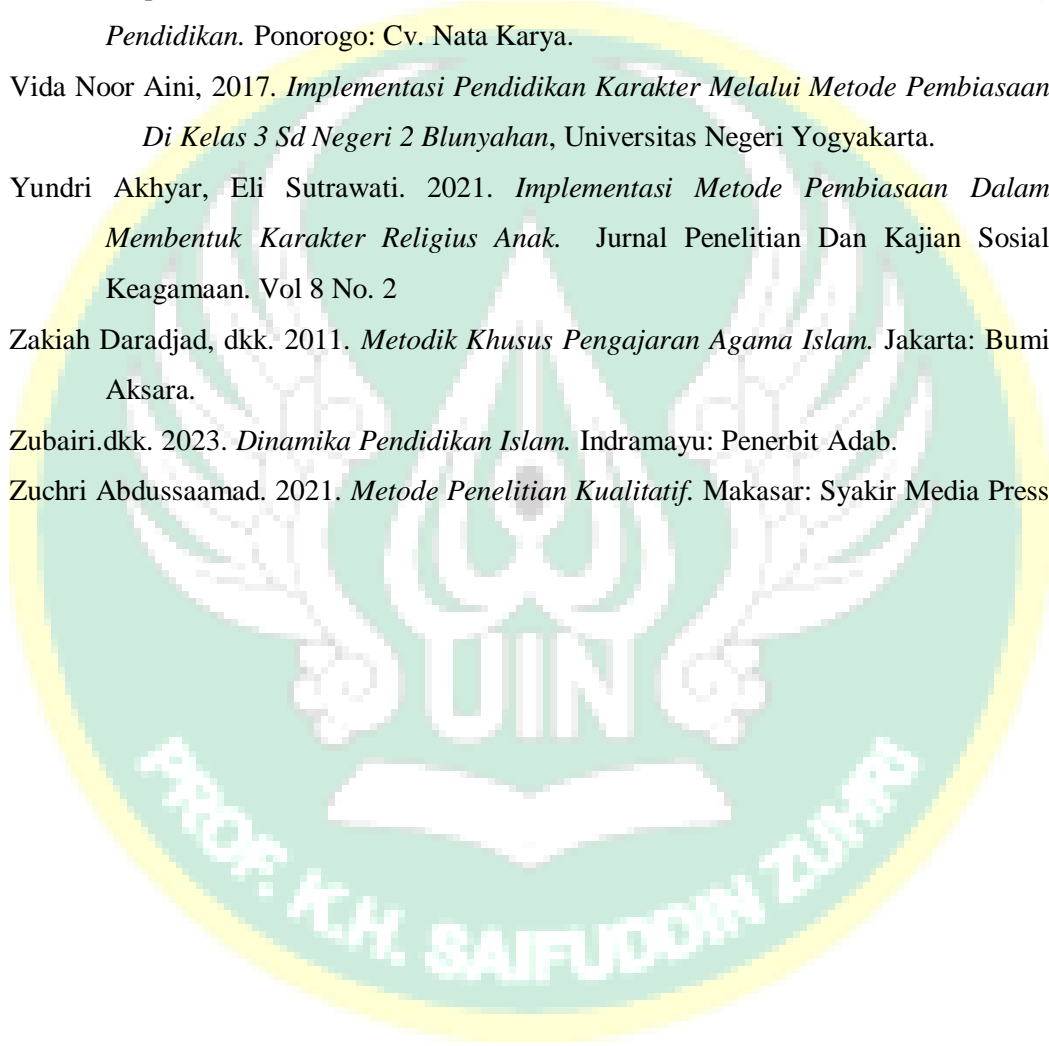 Pendidikan. Ponorogo: Cv. Nata Karya.
Vida Noor Aini, 2017. Implementasi Pendidikan Karakter Melalui Metode Pembiasaan
Di Kelas 3 Sd Negeri 2 Blunyahan, Universitas Negeri Yogyakarta.
Yundri Akhyar, Eli Sutrawati. 2021. Implementasi Metode Pembiasaan Dalam
Membentuk Karakter Religius Anak. Jurnal Penelitian Dan Kajian Sosial
Keagamaan. Vol 8 No. 2
Zakiah Daradjad, dkk. 2011. Metodik Khusus Pengajaran Agama Islam. Jakarta: Bumi
Aksara.
Zubairi.dkk. 2023. Dinamika Pendidikan Islam. Indramayu: Penerbit Adab.
Zuchri Abdussaamad. 2021. Metode Penelitian Kualitatif. Makasar: Syakir Media Press
UIN
PROF. K.H. SAIFUDDIN ZUHRI